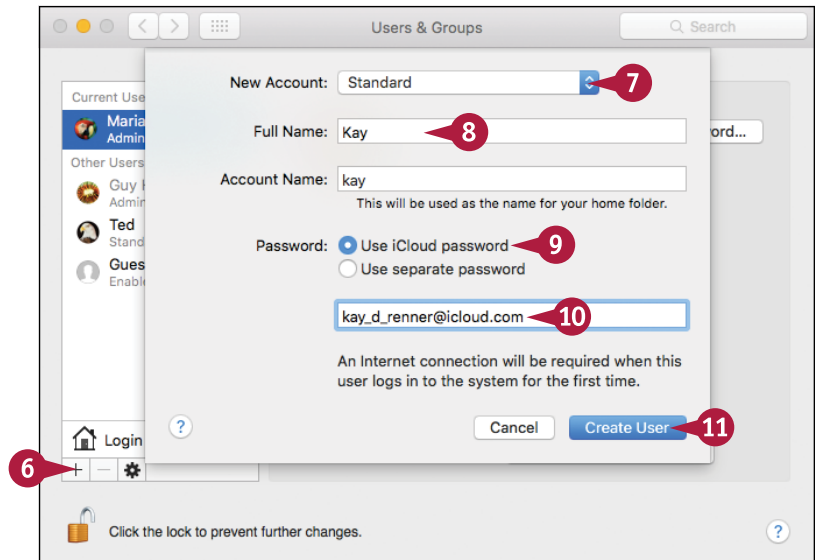 Users & Groups
Search
New Account: Standard
7
Current Use
Maria
Admin
ord...
Full Name: Kay
8
Other Users
Guy
Admin
Account Name: kay
This will be used as the name for your home folder.
Ted
Stand
Password: Use iCloud password
9
Use separate password
Gues
Enable
kay_d_renner@icloud.com
10
An Internet connection will be required when this
user logs in to the system for the first time.
?
Cancel
Create User
11
Login
6
+ −
Click the lock to prevent further changes.
?